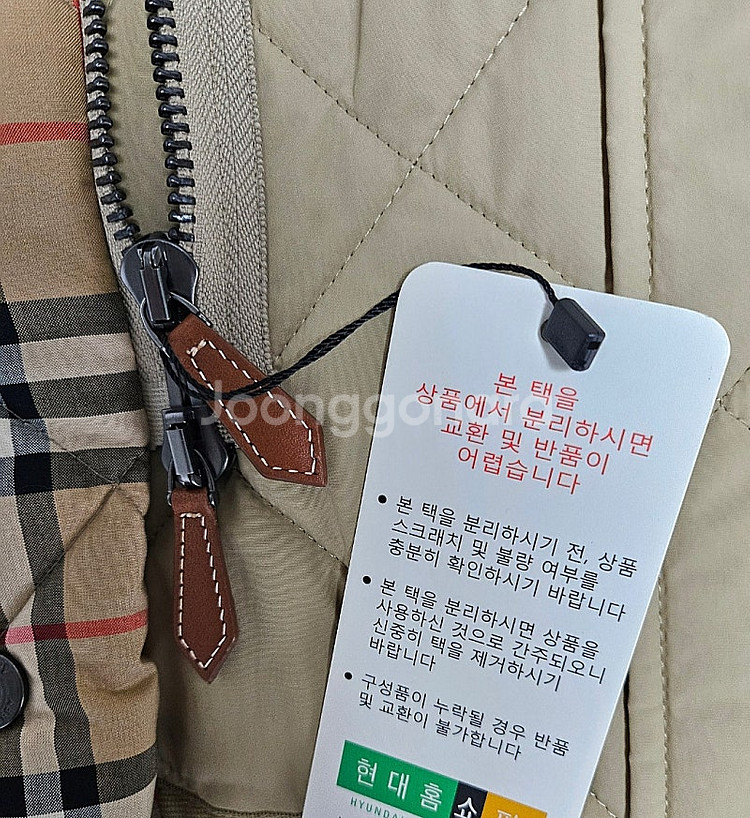 본 택을
상품에서 분리하시면
교환 및 반품이
어렵습니다
• 본 택을 분리하시기 전, 상품
스크래치 및 불량 여부를
충분히 확인하시기 바랍니다
• 본 택을 분리하시면 상품을
사용하신 것으로 간주되오니
신중히 택을 제거하시기
바랍니다
• 구성품이 누락될 경우 반품
및 교환이 불가합니다
현대홈쇼
HYUNDAI